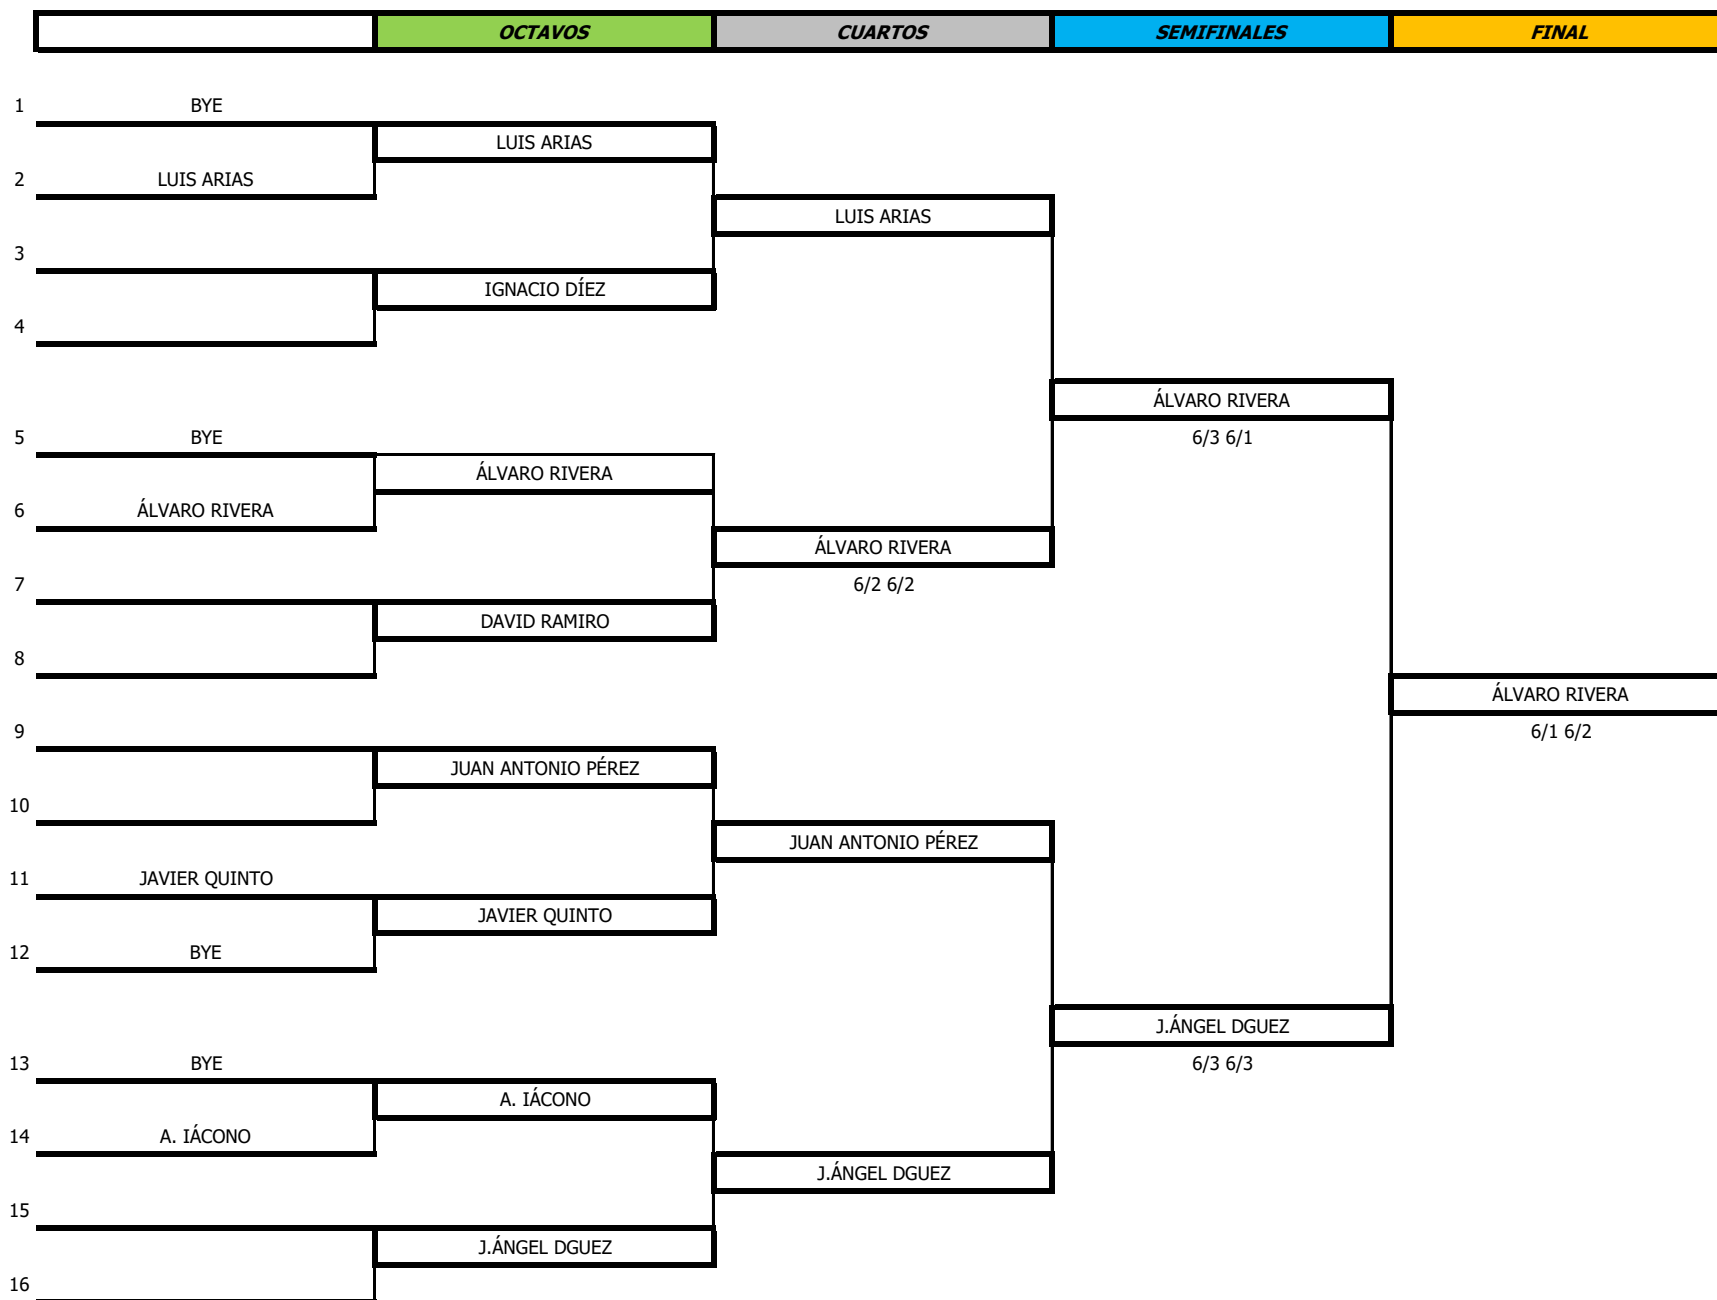 OCTAVOS CUARTOS SEMIFINALES FINAL
1 BYE
LUIS ARIAS
2 LUIS ARIAS
LUIS ARIAS
3
IGNACIO DÍEZ
4
ÁLVARO RIVERA
5 BYE 6/3 6/1
ÁLVARO RIVERA
6 ÁLVARO RIVERA
ÁLVARO RIVERA
7 6/2 6/2
DAVID RAMIRO
8
ÁLVARO RIVERA
9 6/1 6/2
JUAN ANTONIO PÉREZ
10
JUAN ANTONIO PÉREZ
11 JAVIER QUINTO
JAVIER QUINTO
12 BYE
J.ÁNGEL DGUEZ
13 BYE 6/3 6/3
A. IÁCONO
14 A. IÁCONO
J.ÁNGEL DGUEZ
15
J.ÁNGEL DGUEZ
16